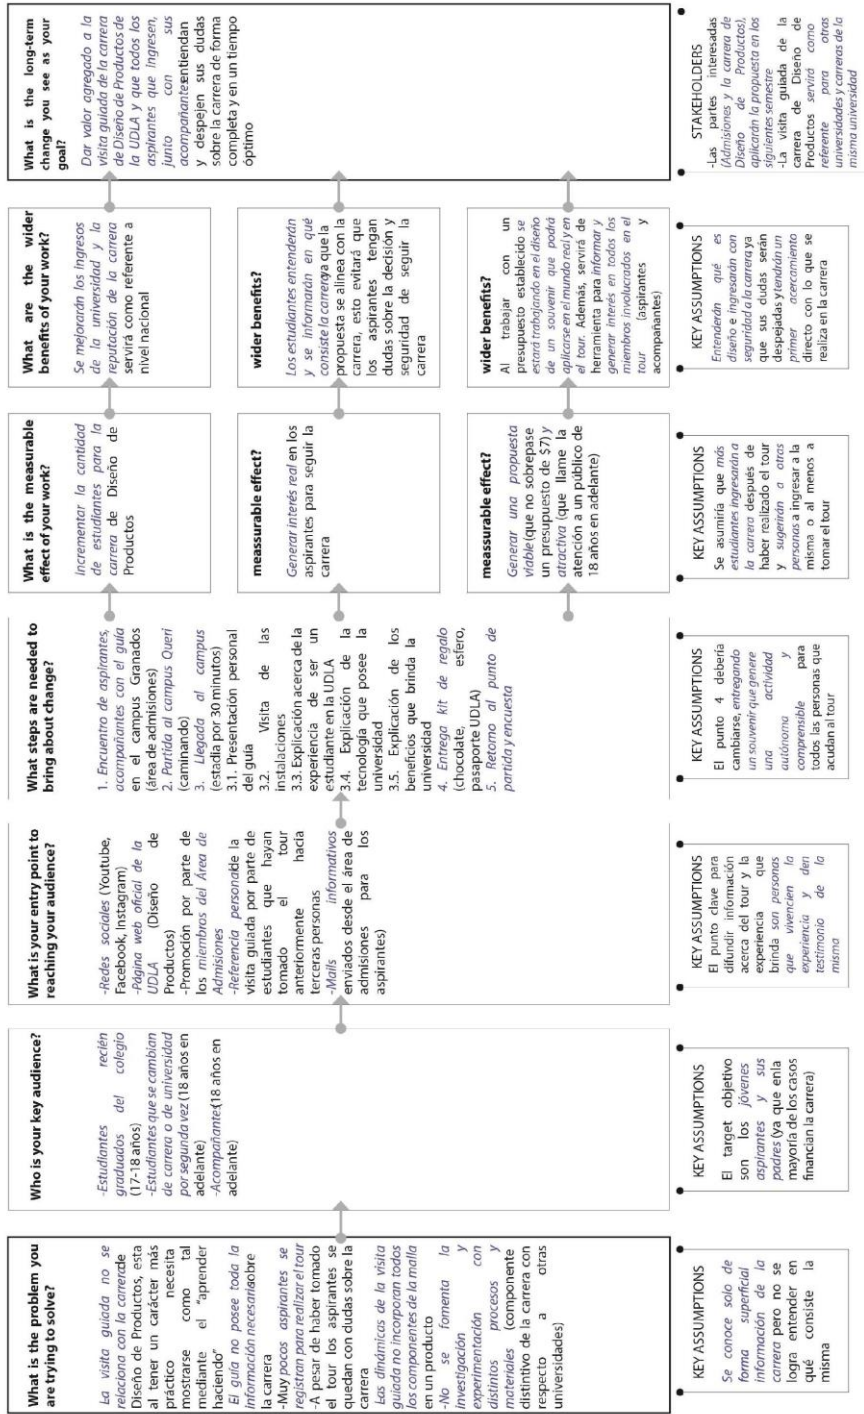 What is the problem you
are trying to solve?
La visita guiada no se
relaciona con la carrerade
Diseño de Productos, esta
al tener un carácter más
práctico necesita
mostrarse como tal
mediante el "aprender
haciendo"
El guía no posee toda la
información necesariasobre
la carrera
-Muy pocos aspirantes se
registran para realizar el tour
-A pesar de haber tomado
el tour los aspirantes se
quedan con dudas sobre la
carrera
Las dinámicas de la visita
guiada no incorporan todos
los componentes de la malla
en un producto
-No se fomenta la
investigación y
experimentación con
distintos procesos y
materiales (componente
distintivo de la carrera con
respecto a otras
universidades)
KEY ASSUMPTIONS
Se conoce solo de
forma superficial
información de la
carrera pero no se
logra entender en
qué consiste la
misma
Who is your key audience?
-Estudiantes recién
graduados del colegio
(17-18 años)
-Estudiantes que se cambian
de carrera o de universidad
por segunda vez (18 años en
adelante)
-Acompañantes(18 años en
adelante)
KEY ASSUMPTIONS
El target objetivo
son los jóvenes
aspirantes y sus
padres (ya que enla
mayoría de los casos
financian la carrera)
What is your entry point to
reaching your audience?
-Redes sociales (Youtube,
Facebook, Instagram)
-Página web oficial de la
UDLA (Diseño de
Productos)
-Promoción por parte de
los miembros del Área de
Admisiones
-Referencia personalde la
visita guiada por parte de
estudiantes que hayan
tomado el tour
anteriormente hacia
terceras personas
-Mails informativos
enviados desde el área de
admisiones para los
aspirantes)
KEY ASSUMPTIONS
El punto clave para
difundir información
acerca del tour y la
experiencia que
brinda son personas
que vivencien la
experiencia y den
testimonio de la
misma
What steps are needed to
bring about change?
1. Encuentro de aspirantes,
acompañantes con el guía
en el campus Granados
(área de admisiones)
2. Partida al campus Queri
(caminando)
3. Llegada al campus
(estadía por 30 minutos)
3.1. Presentación personal
del guía
3.2. Visita de las
instalaciones
3.3. Explicación acerca de la
experiencia de ser un
estudiante en la UDLA
3.4. Explicación de la
tecnología que posee la
universidad
3.5. Explicación de los
beneficios que brinda la
universidad
4. Entrega kit de regalo
(chocolate, esfero,
pasaporte UDLA)
5. Retorno al punto de
partida y encuesta
KEY ASSUMPTIONS
El punto 4 debería
cambiarse, entregando
un souvenir que genere
una actividad
autónoma y
comprensible para
todos las personas que
acudan al tour
What is the measurable
effect of your work?
Incrementar la cantidad
de estudiantes para la
carrera de Diseño de
Productos
meassurable effect?
Generar interés real en los
aspirantes para seguir la
carrera
meassurable effect?
Generar una propuesta
viable (que no sobrepase
un presupuesto de $7) y
atractiva (que llame la
atención a un público de
18 años en adelante)
KEY ASSUMPTIONS
Se asumiría que más
estudiantes ingresarán a
la carrera después de
haber realizado el tour
y sugerirán a otras
personas a ingresar a la
misma o al menos a
tomar el tour
What are the wider
benefits of your work?
Se mejorarán los ingresos
de la universidad y la
reputación de la carrera
servirá como referente a
nivel nacional
wider benefits?
Los estudiantes entenderán
y se informarán en qué
consiste la carreraya que la
propuesta se alinea con la
carrera, esto evitará que
los aspirantes tengan
dudas sobre la decisión y
seguridad de seguir la
carrera
wider benefits?
Al trabajar con un
presupuesto establecido se
estará trabajando en el diseño
de un souvenir que podrá
aplicarse en el mundo real y en
el tour. Además, servirá de
herramienta para informar y
generar interés en todos los
miembros involucrados en el
tour (aspirantes y
acompañantes)
KEY ASSUMPTIONS
Entenderán qué es
diseño e ingresarán con
seguridad a la carrera ya
que sus dudas serán
despejadas y tendrán un
primer acercamiento
directo con lo que se
realiza en la carrera
What is the long-term
change you see as your
goal?
Dar valor agregado a la
visita guiada de la carrera
de Diseño de Productos de
la UDLA y que todos los
aspirantes que ingresen,
junto con sus
acompañantesentiendan
y despejen sus dudas
sobre la carrera de forma
completa y en un tiempo
óptimo
STAKEHOLDERS
-Las partes interesadas
(Admisiones y la carrera de
Diseño de Productos),
aplicarán la propuesta en los
siguientes semestre
-La visita guiada de la
carrera de Diseño de
Productos servirá como
referente para otras
universidades y carreras de la
misma universidad